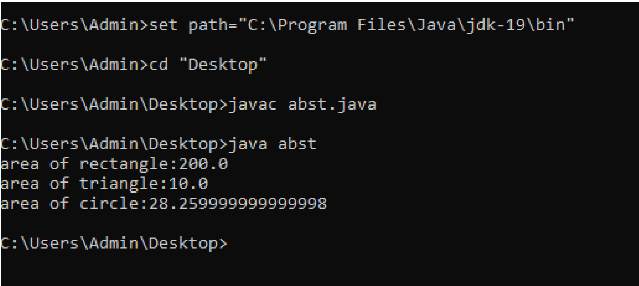 C:\Users\Admin>set path="C:\Program Files\Java\jdk-19\bin"
C:\Users\Admin>cd "Desktop"
C:\Users\Admin\Desktop>javac abst.java
C:\Users\Admin\Desktop>java abst
area of rectangle:200.0
area of triangle:10.0
area of circle:28.259999999999998
C:\Users\Admin\Desktop>